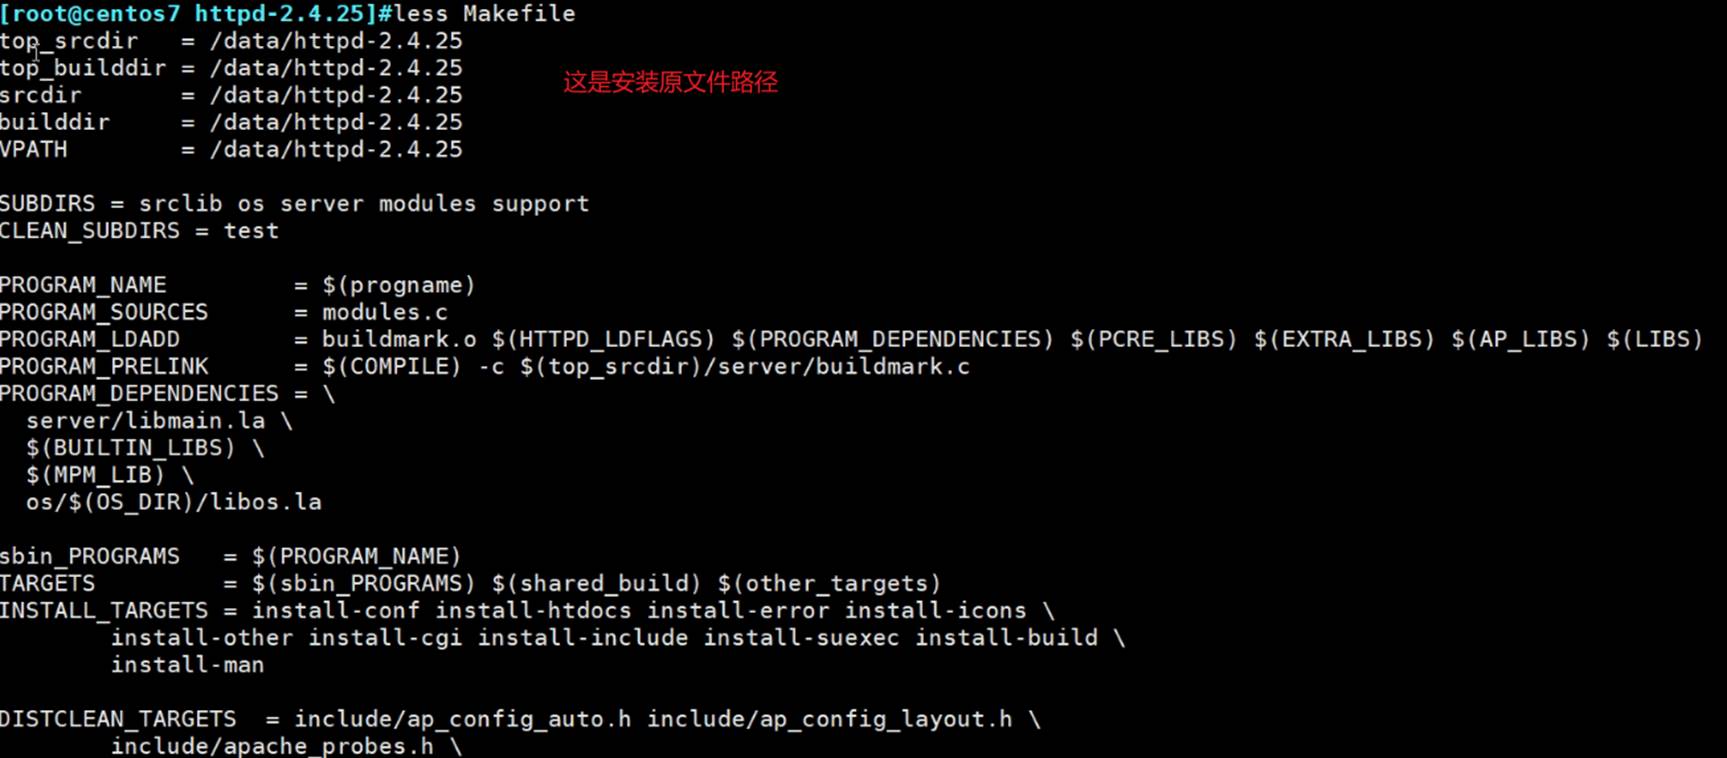 [root@centos7 httpd-2.4.25]#less Makefile
top_srcdir   = /data/httpd-2.4.25
top_builddir = /data/httpd-2.4.25
这是安装原文件路径
srcdir       = /data/httpd-2.4.25
builddir     = /data/httpd-2.4.25
VPATH        = /data/httpd-2.4.25
SUBDIRS = srclib os server modules support
CLEAN_SUBDIRS = test
PROGRAM_NAME         = $(progname)
PROGRAM_SOURCES      = modules.c
PROGRAM_LDADD        = buildmark.o $(HTTPD_LDFLAGS) $(PROGRAM_DEPENDENCIES) $(PCRE_LIBS) $(EXTRA_LIBS) $(AP_LIBS) $(LIBS)
PROGRAM_PRELINK      = $(COMPILE) -c $(top_srcdir)/server/buildmark.c
PROGRAM_DEPENDENCIES = \
  server/libmain.la \
  $(BUILTIN_LIBS) \
  $(MPM_LIB) \
  os/$(OS_DIR)/libos.la
sbin_PROGRAMS   = $(PROGRAM_NAME)
TARGETS         = $(sbin_PROGRAMS) $(shared_build) $(other_targets)
INSTALL_TARGETS = install-conf install-htdocs install-error install-icons \
        install-other install-cgi install-include install-suexec install-build \
        install-man
DISTCLEAN_TARGETS  = include/ap_config_auto.h include/ap_config_layout.h \
        include/apache_probes.h \